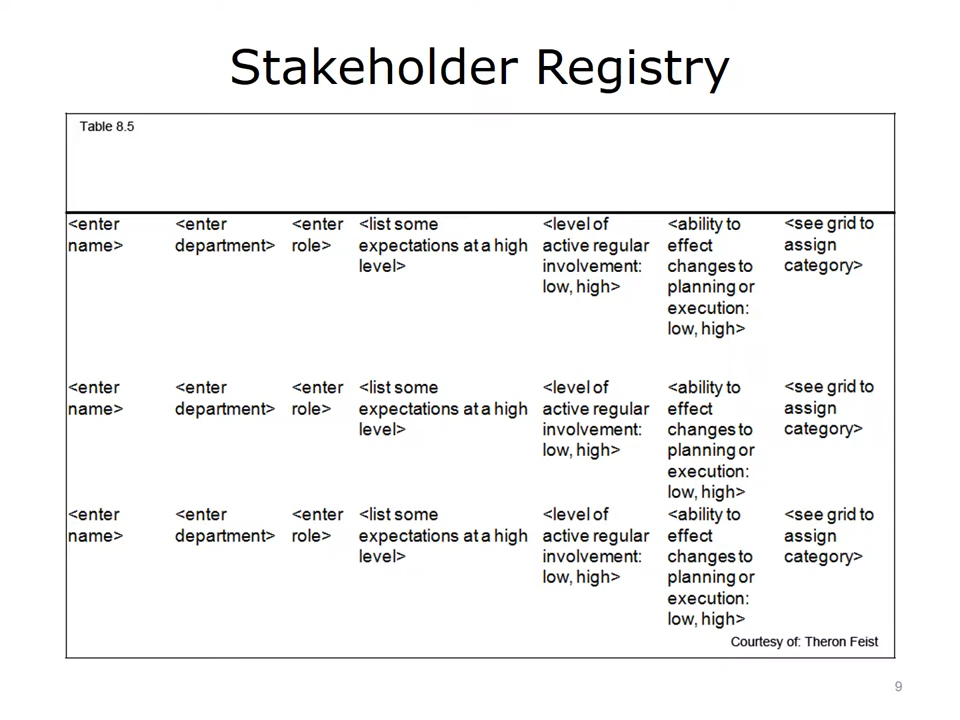 Stakeholder Registry
Table 8.5
<enter name> <enter department> <enter role> <list some expectations at a high level> <level of active regular involvement: low, high> <ability to effect changes to planning or execution: low, high> <see grid to assign category>
<enter name> <enter department> <enter role> <list some expectations at a high level> <level of active regular involvement: low, high> <ability to effect changes to planning or execution: low, high> <see grid to assign category>
<enter name> <enter department> <enter role> <list some expectations at a high level> <level of active regular involvement: low, high> <ability to effect changes to planning or execution: low, high> <see grid to assign category>
Courtesy of: Theron Feist
9